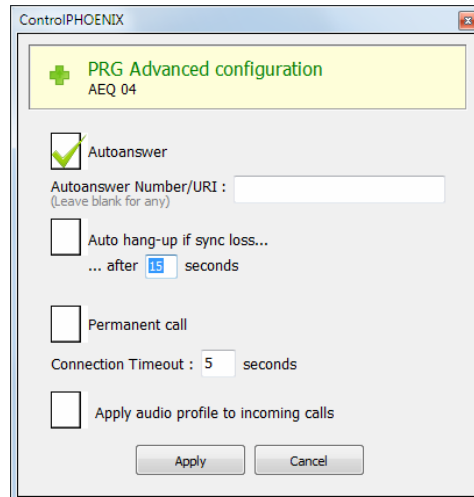 ControlPHOENIX
PRG Advanced configuration
AEQ 04
Autoanswer
Autoanswer Number/URI :
(Leave blank for any)
Auto hang-up if sync loss...
... after 15 seconds
Permanent call
Connection Timeout : 5 seconds
Apply audio profile to incoming calls
Apply Cancel